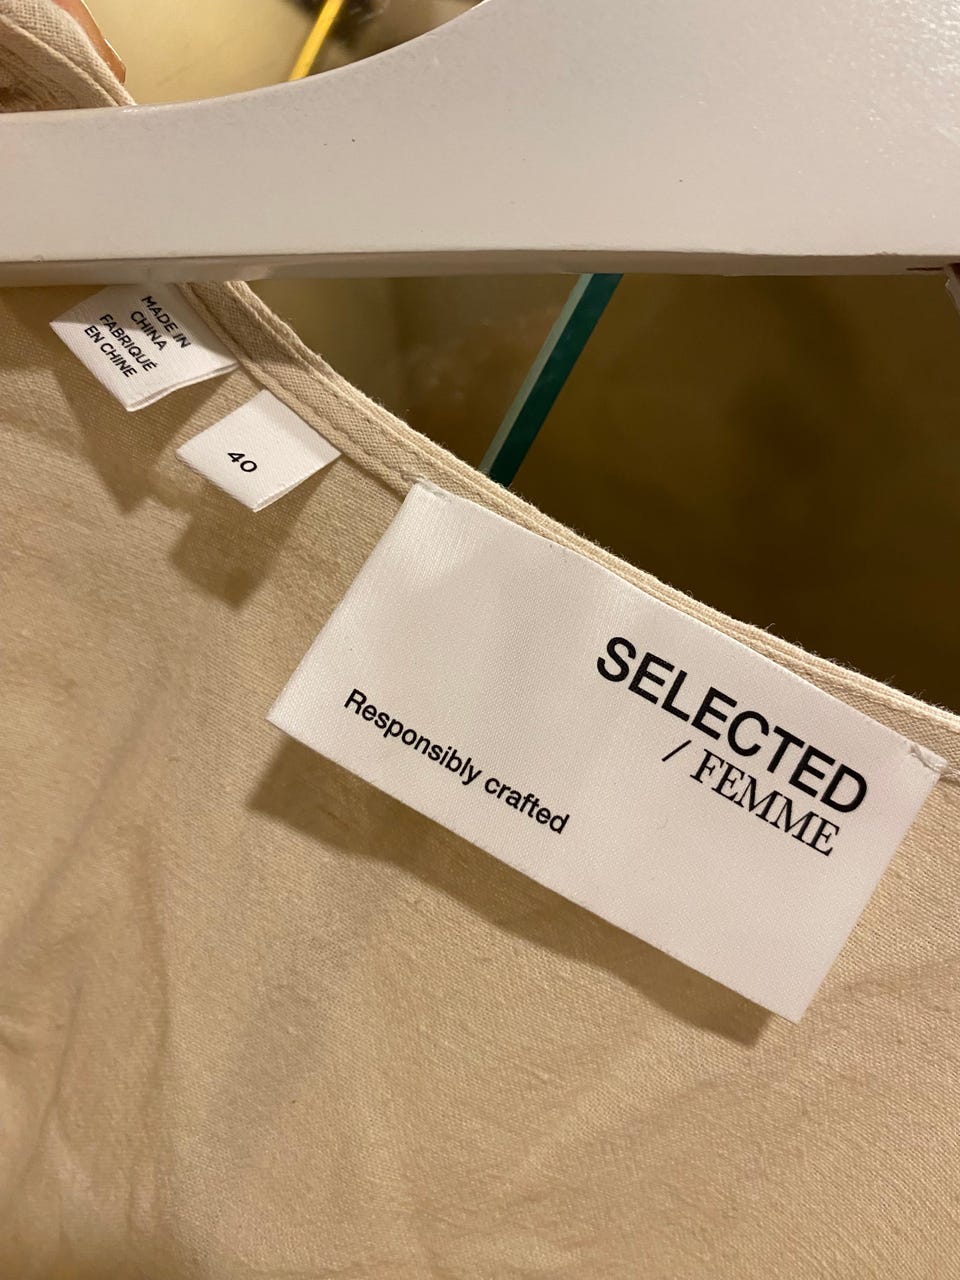 MADE IN
CHINA
FABRIQUÉ
EN CHINE
40
SELECTED
/ FEMME
Responsibly crafted